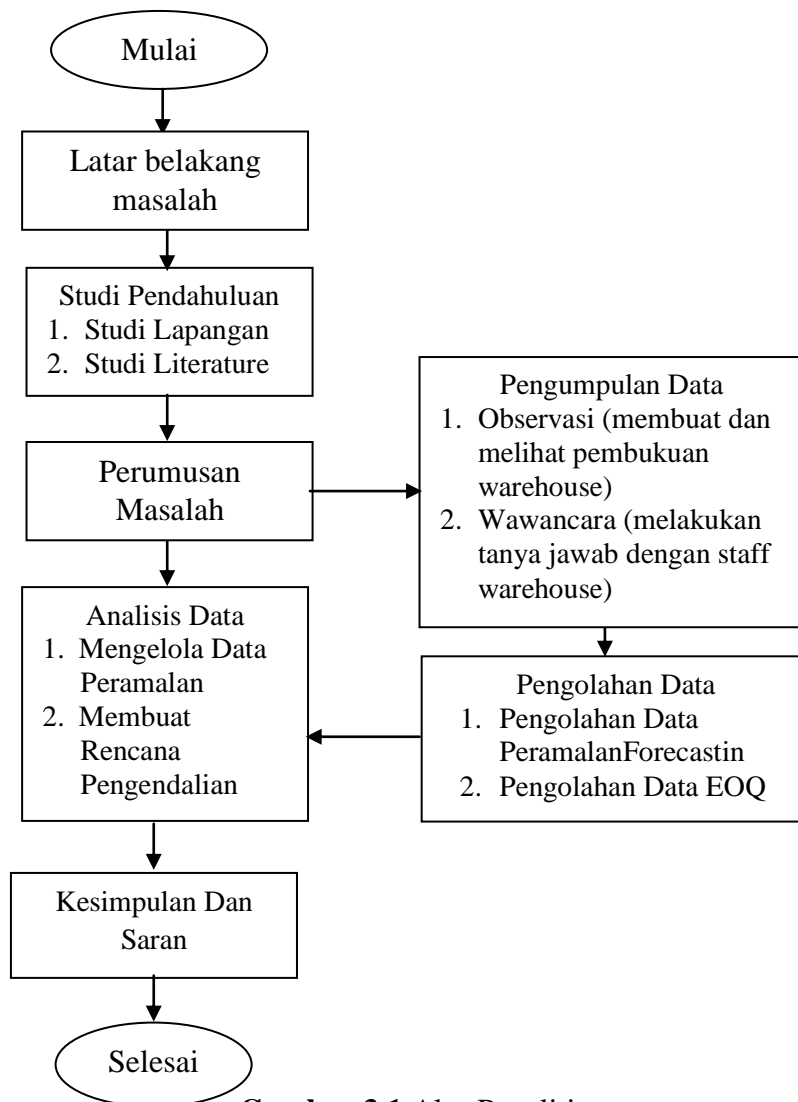 Mulai
Latar belakang
masalah
Studi Pendahuluan
1. Studi Lapangan
2. Studi Literature
Perumusan
Masalah
Pengumpulan Data
1. Observasi (membuat dan
melihat pembukuan
warehouse)
2. Wawancara (melakukan
tanya jawab dengan staff
warehouse)
Pengolahan Data
1. Pengolahan Data
PeramalanForecastin
2. Pengolahan Data EOQ
Analisis Data
1. Mengelola Data
Peramalan
2. Membuat
Rencana
Pengendalian
Kesimpulan Dan
Saran
Selesai
3.1